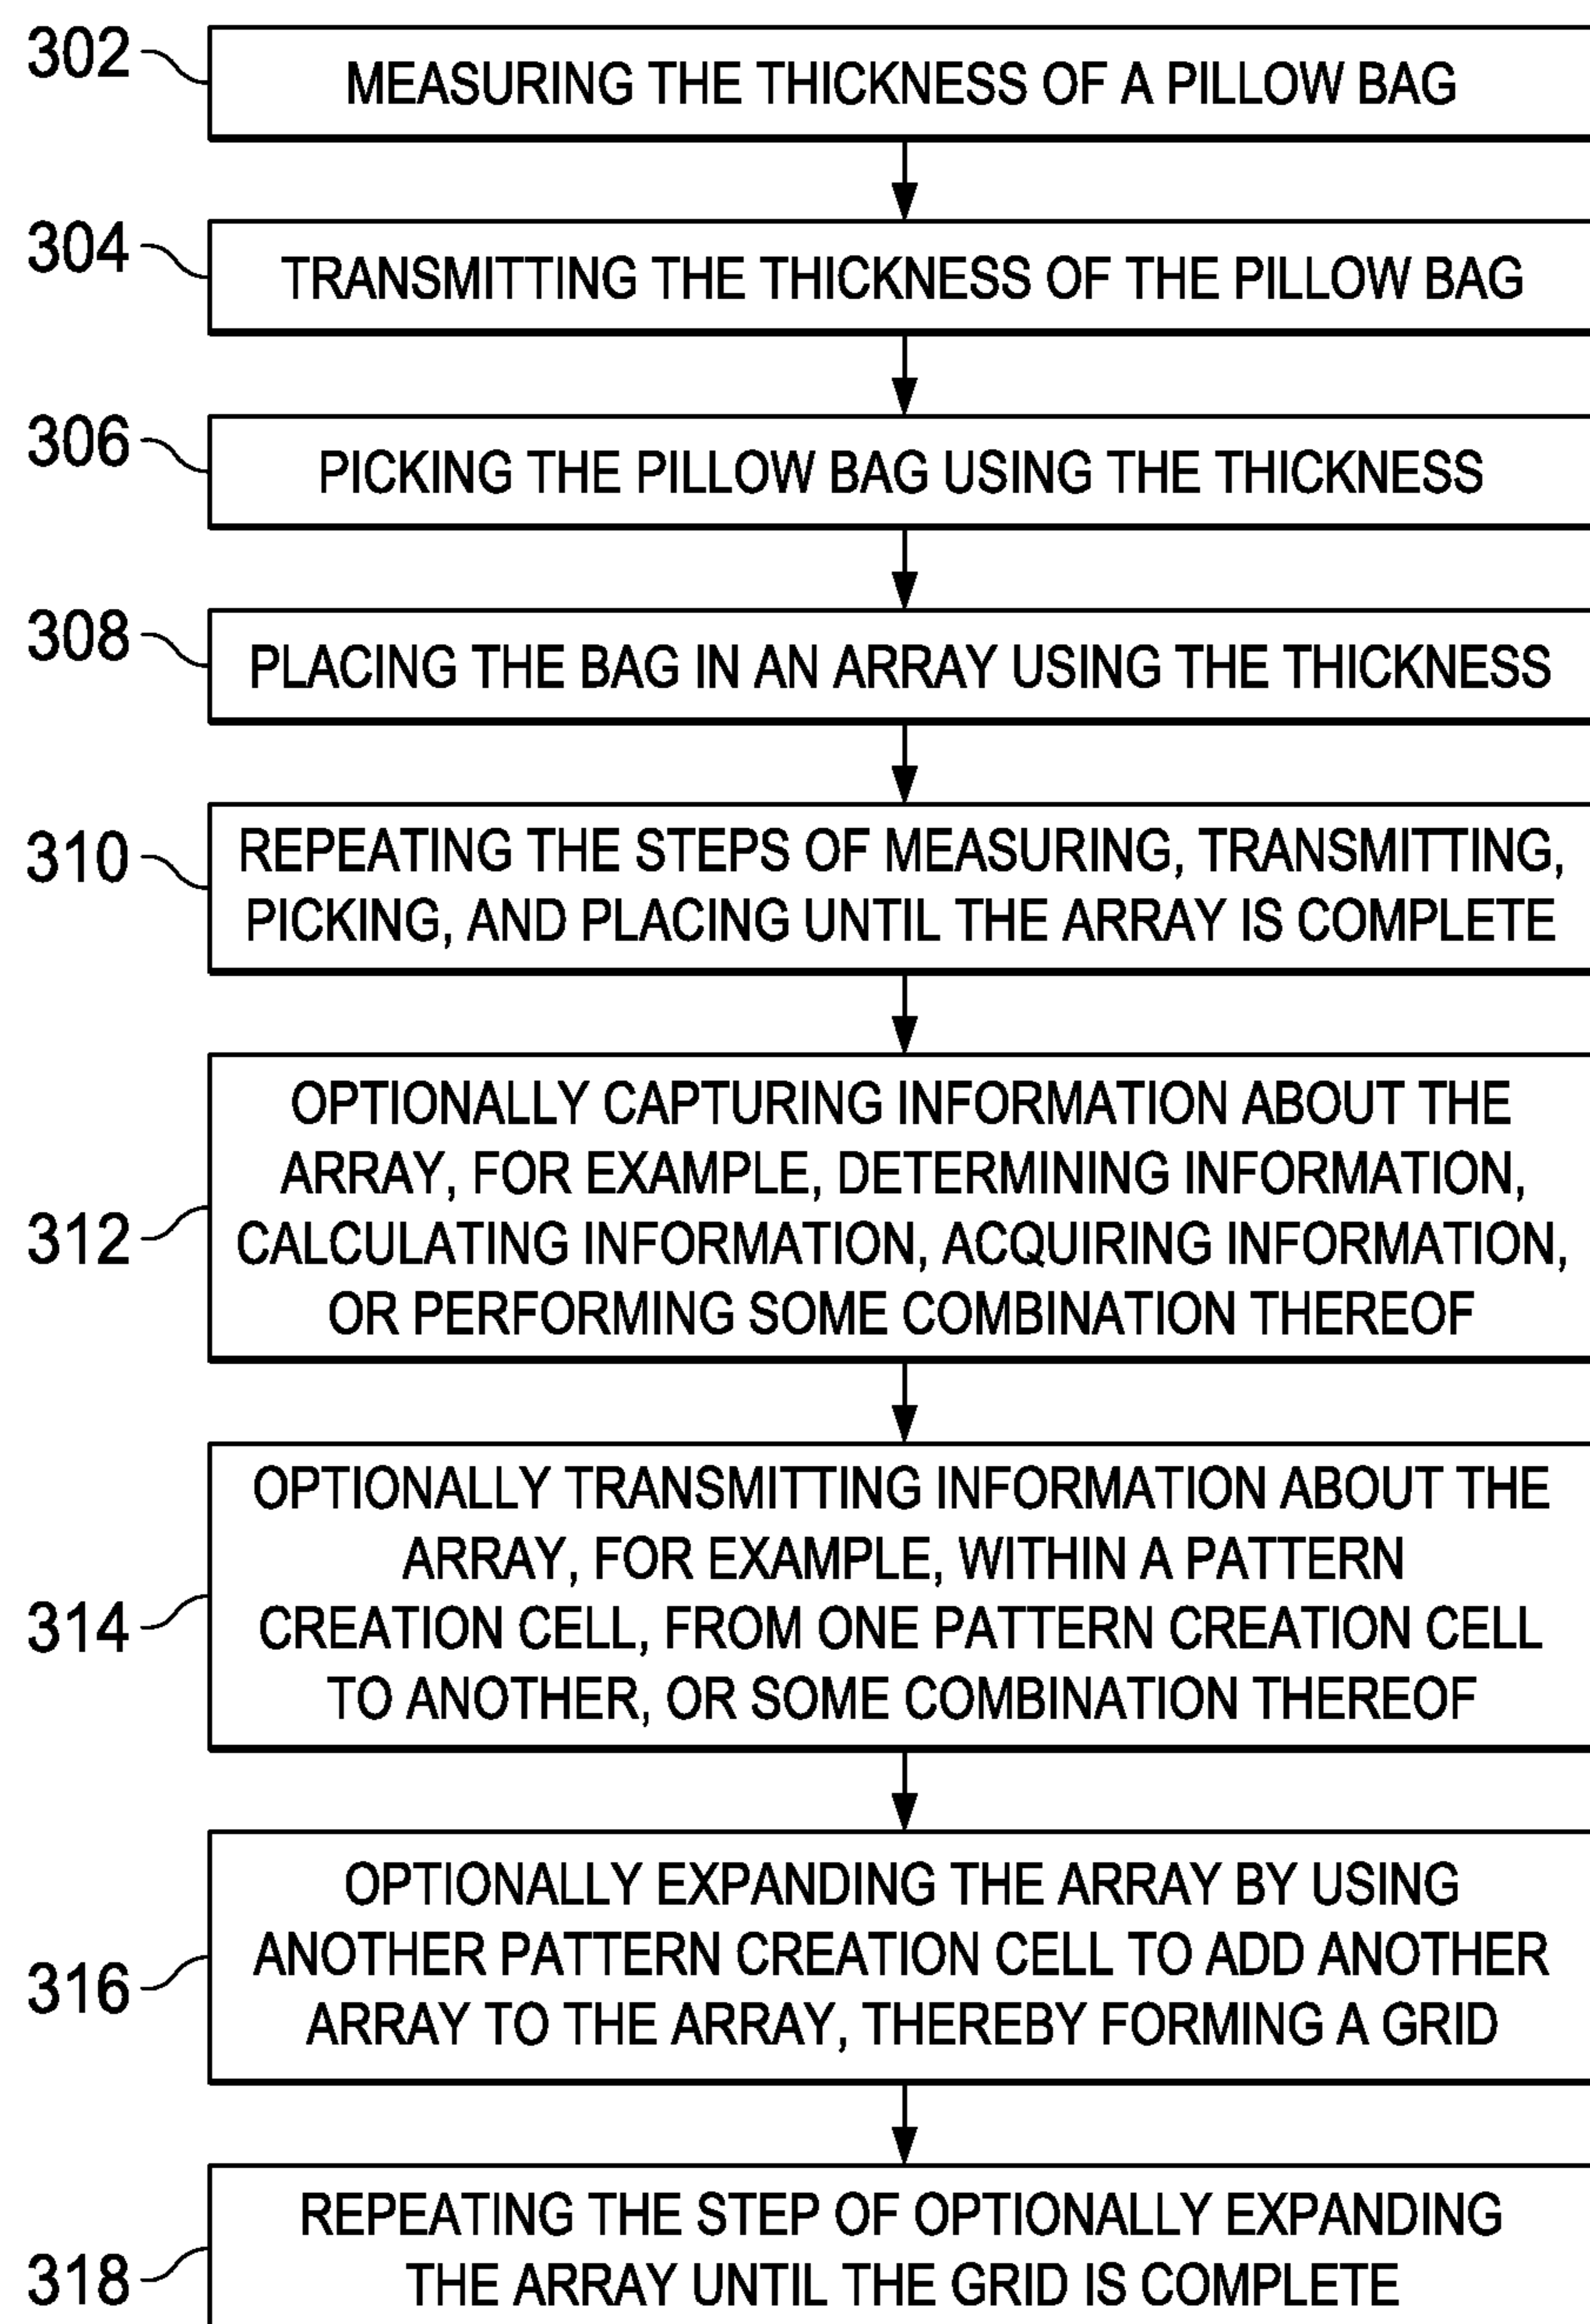 302
MEASURING THE THICKNESS OF A PILLOW BAG
304
TRANSMITTING THE THICKNESS OF THE PILLOW BAG
306
PICKING THE PILLOW BAG USING THE THICKNESS
308
PLACING THE BAG IN AN ARRAY USING THE THICKNESS
310
REPEATING THE STEPS OF MEASURING, TRANSMITTING,
PICKING, AND PLACING UNTIL THE ARRAY IS COMPLETE
312
OPTIONALLY CAPTURING INFORMATION ABOUT THE
ARRAY, FOR EXAMPLE, DETERMINING INFORMATION,
CALCULATING INFORMATION, ACQUIRING INFORMATION,
OR PERFORMING SOME COMBINATION THEREOF
314
OPTIONALLY TRANSMITTING INFORMATION ABOUT THE
ARRAY, FOR EXAMPLE, WITHIN A PATTERN
CREATION CELL, FROM ONE PATTERN CREATION CELL
TO ANOTHER, OR SOME COMBINATION THEREOF
316
OPTIONALLY EXPANDING THE ARRAY BY USING
ANOTHER PATTERN CREATION CELL TO ADD ANOTHER
ARRAY TO THE ARRAY, THEREBY FORMING A GRID
318
REPEATING THE STEP OF OPTIONALLY EXPANDING
THE ARRAY UNTIL THE GRID IS COMPLETE